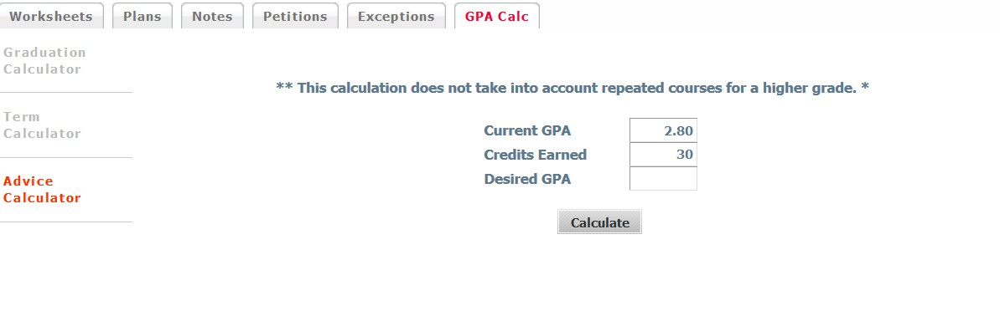 Worksheets Plans Notes Petitions Exceptions GPA Calc
Graduation
Calculator
Term
Calculator
Advice
Calculator
** This calculation does not take into account repeated courses for a higher grade. *
Current GPA 2.80
Credits Earned 30
Desired GPA
Calculate